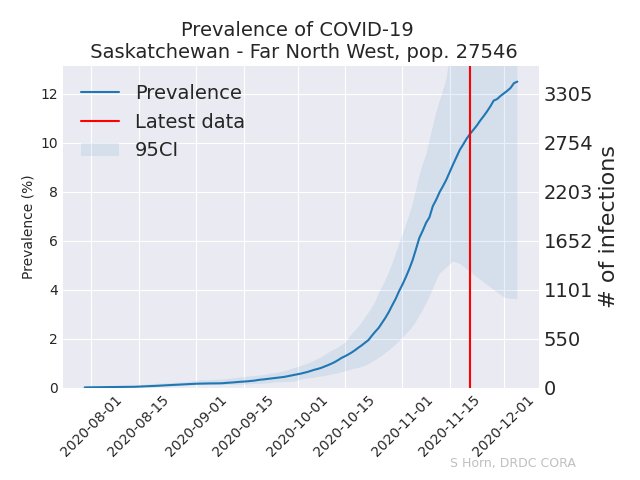 Prevalence of COVID-19
Saskatchewan - Far North West, pop. 27546
Prevalence
Latest data
95CI
Prevalence (%)
12
10
8
6
4
2
0
3305
2754
2203
1652
1101
550
0
# of infections
2020-08-01
2020-08-15
2020-09-01
2020-09-15
2020-10-01
2020-10-15
2020-11-01
2020-11-15
2020-12-01
S Horn, DRDC CORA